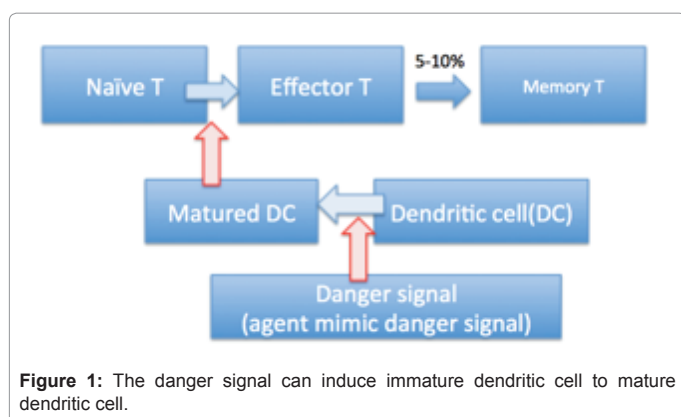 5-10%
Naïve T
Effector T
Memory T
Matured DC
Dendritic cell(DC)
Danger signal
(agent mimic danger signal)
Figure 1: The danger signal can induce immature dendritic cell to mature
dendritic cell.